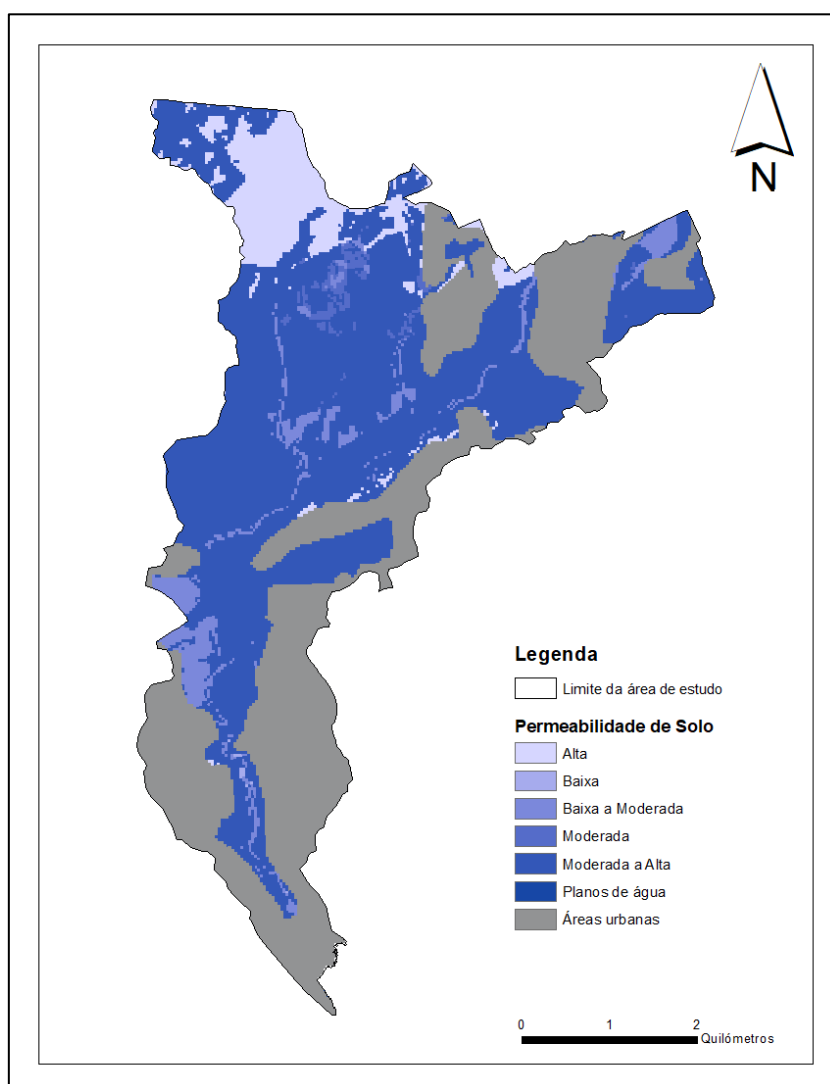 N
Legenda
Limite da área de estudo
Permeabilidade de Solo
Alta
Baixa
Baixa a Moderada
Moderada
Moderada a Alta
Planos de água
Áreas urbanas
0 1 2
Quilómetros